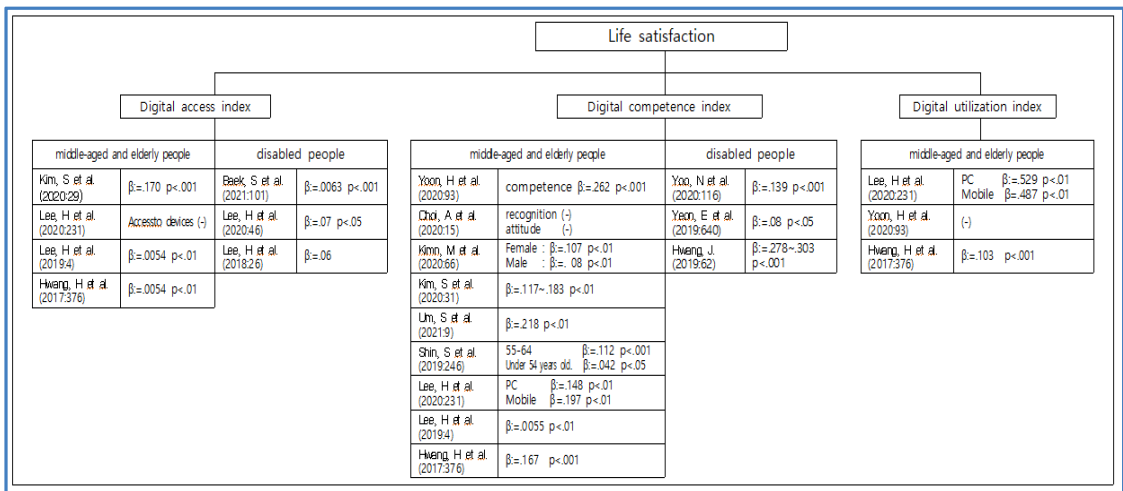 Life satisfaction
Digital access index
Digital competence index
Digital utilization index
middle-aged and elderly people
disabled people
Kim, S et al.
(2020:29)
β:=.170 p<.001
Baek, S et al.
(2021:101)
β:=.0063 p<.001
Lee, H et al.
(2020:231)
Accessto devices (-)
Lee, H et al.
(2020:46)
β:=.07 p<.05
Lee, H et al.
(2019:4)
β:=.0054 p<.01
Lee, H et al.
(2018:26)
β:=.06
Hwang, H et al.
(2017:376)
β:=.0054 p<.01
middle-aged and elderly people
disabled people
Yoon, H et al.
(2020:93)
competence β:=.262 p<.001
Yoo, N et al.
(2020:116)
β:=.139 p<.001
Choi, A et al.
(2020:15)
recognition (-)
attitude (-)
Yeon, E et al.
(2019:640)
β:=.08 p<.05
Kimn, M et al.
(2020:66)
Female : β:=.107 p<.01
Male : β:=. 08 p<.01
Hwang, J.
(2019:62)
β:=.278~.303
p<.001
Kim, S et al.
(2020:31)
β:=.117~.183 p<.01
Um, S et al.
(2021:9)
β:=.218 p<.01
Shin, S et al.
(2019:246)
55-64 β:=.112 p<.001
Under 54 years old. β:=.042 p<.05
Lee, H et al.
(2020:231)
PC β:=.148 p<.01
Mobile β=.197 p<.01
Lee, H et al.
(2019:4)
β:=.0055 p<.01
Hwang, H et al.
(2017:376)
β:=.167 p<.001
middle-aged and elderly people
Lee, H et al.
(2020:231)
PC β:=.529 p<.01
Mobile β:=.487 p<.01
Yoon, H et al.
(2020:93)
(-)
Hwang, H et al.
(2017:376)
β:=.103 p<.001